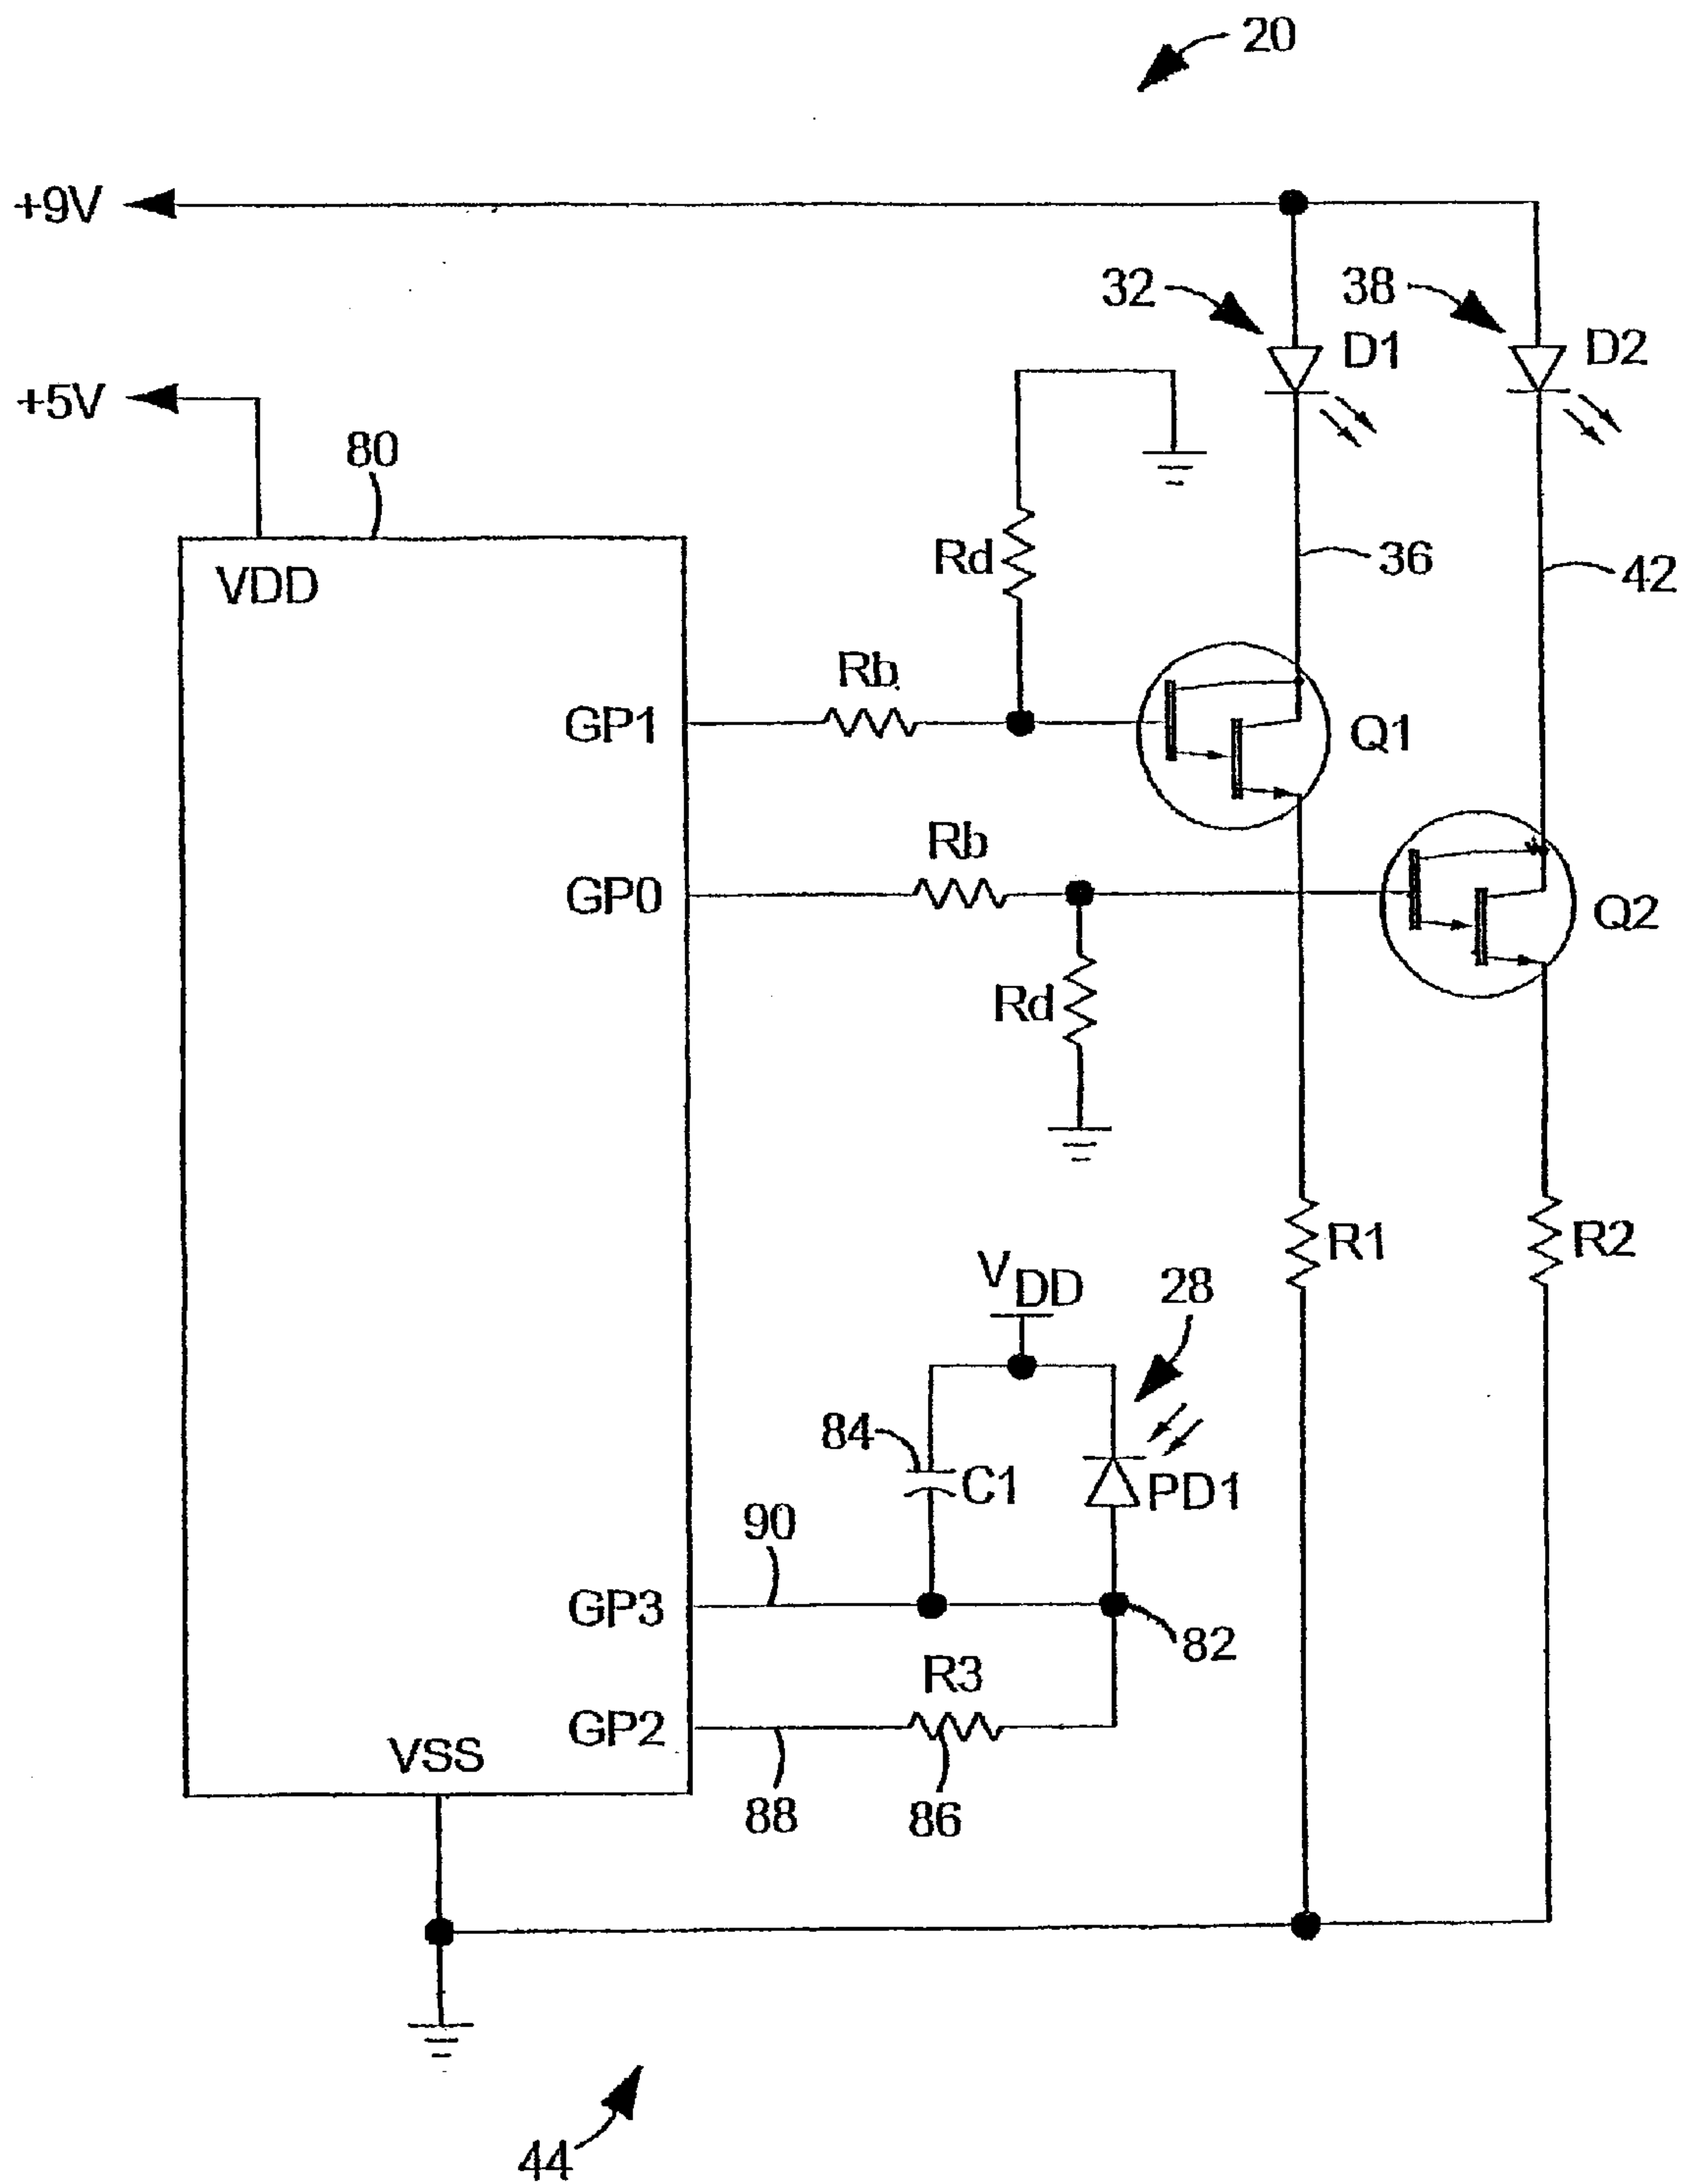 20
+9V
32
38
D1
D2
+5V
80
VDD
Rd
36
42
Rb
GP1
Q1
Rb
GP0
Q2
Rd
R1
R2
VDD
28
84
C1
PD1
90
GP3
82
R3
GP2
VSS
88
86
44